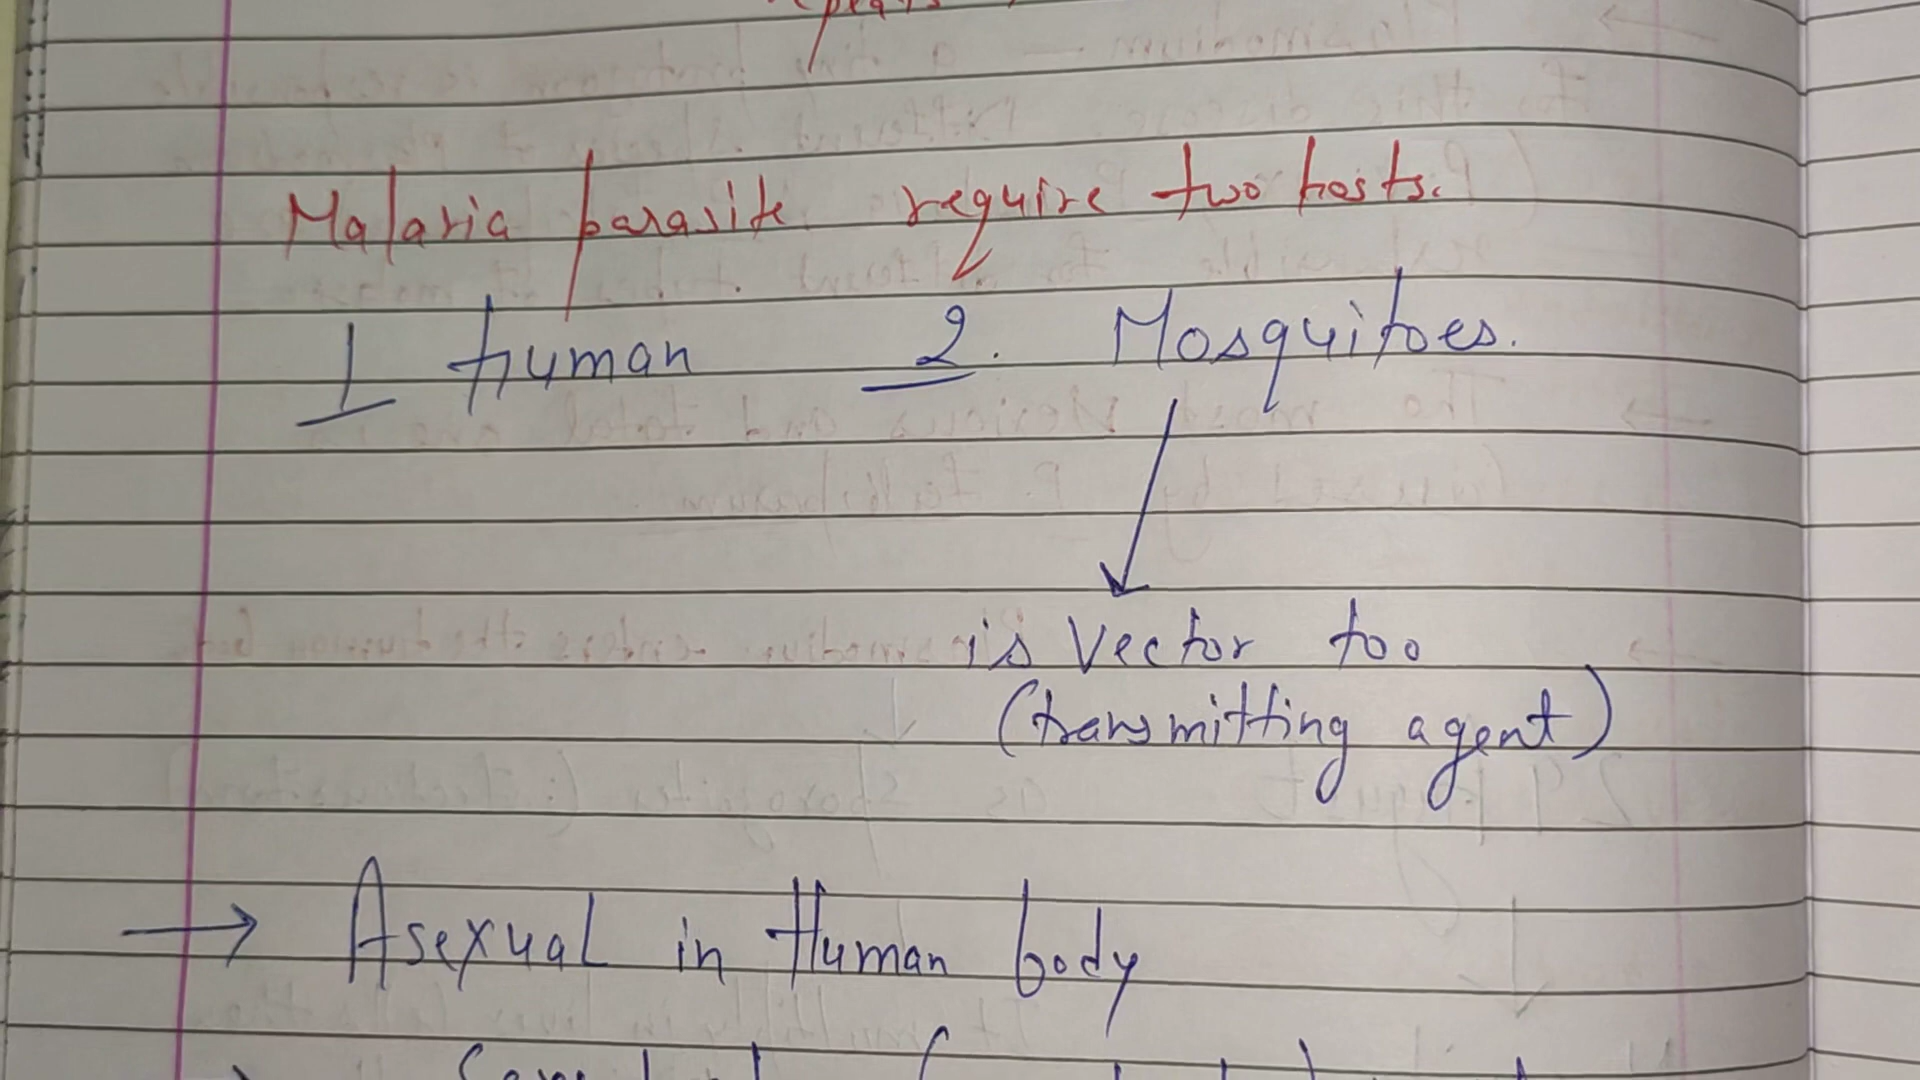 Malaria parasite require two hosts.
1 Human 2. Mosquitoes.
is Vector too
(transmitting agent)
→ Asexual in Human body